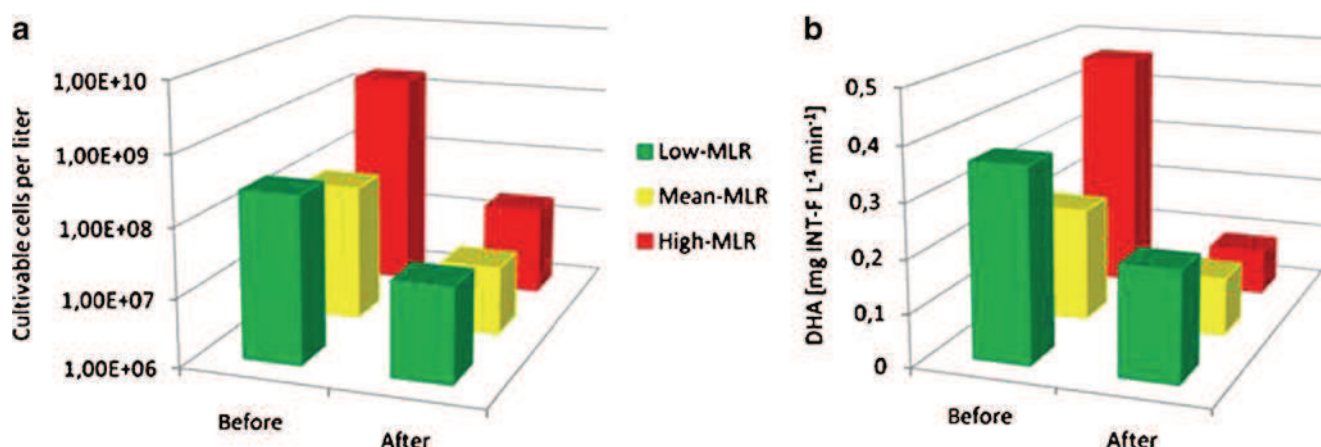 a
Cultivable cells per liter
1,00E+10
1,00E+09
1,00E+08
1,00E+07
1,00E+06
Before
After
Low-MLR
Mean-MLR
High-MLR
b
DHA [mg INT-F L⁻¹ min⁻¹]
0,5
0,4
0,3
0,2
0,1
0
Before
After